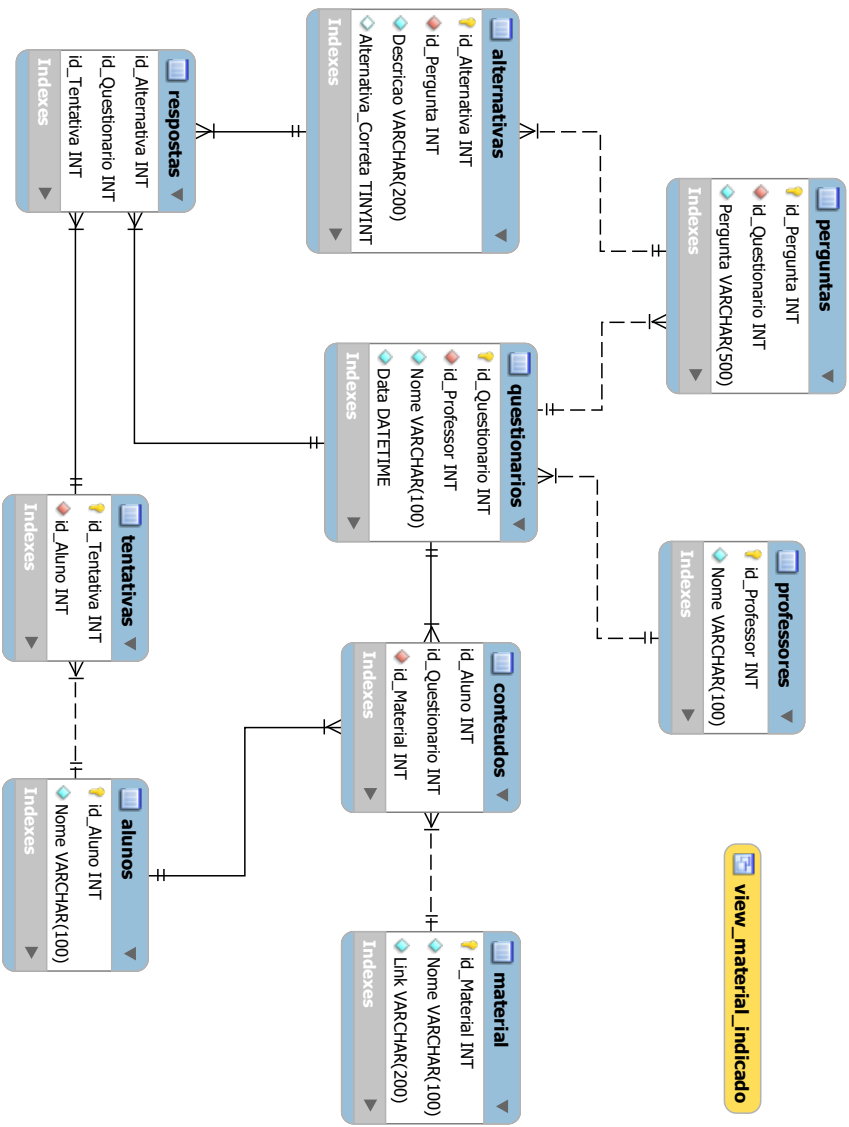 perguntas
id_Pergunta INT
id_Questionario INT
Pergunta VARCHAR(500)
Indexes
professores
id_Professor INT
Nome VARCHAR(100)
Indexes
view_material_indicado
alternativas
id_Alternativa INT
id_Pergunta INT
Descricao VARCHAR(200)
Alternativa_Correta TINYINT
Indexes
questionarios
id_Questionario INT
id_Professor INT
Nome VARCHAR(100)
Data DATETIME
Indexes
conteudos
id_Aluno INT
id_Questionario INT
id_Material INT
Indexes
material
id_Material INT
Nome VARCHAR(100)
Link VARCHAR(200)
Indexes
respostas
id_Alternativa INT
id_Questionario INT
id_Tentativa INT
Indexes
tentativas
id_Tentativa INT
id_Aluno INT
Indexes
alunos
id_Aluno INT
Nome VARCHAR(100)
Indexes